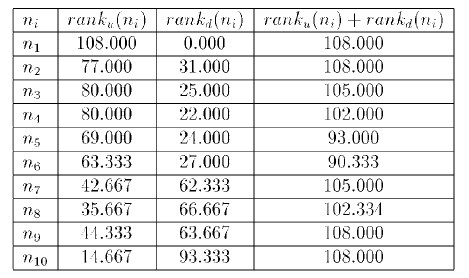 n_i rank_u(n_i) rank_d(n_i) rank_u(n_i) + rank_d(n_i)
n_1 108.000 0.000 108.000
n_2 77.000 31.000 108.000
n_3 80.000 25.000 105.000
n_4 80.000 22.000 102.000
n_5 69.000 24.000 93.000
n_6 63.333 27.000 90.333
n_7 42.667 62.333 105.000
n_8 35.667 66.667 102.334
n_9 44.333 63.667 108.000
n_10 14.667 93.333 108.000